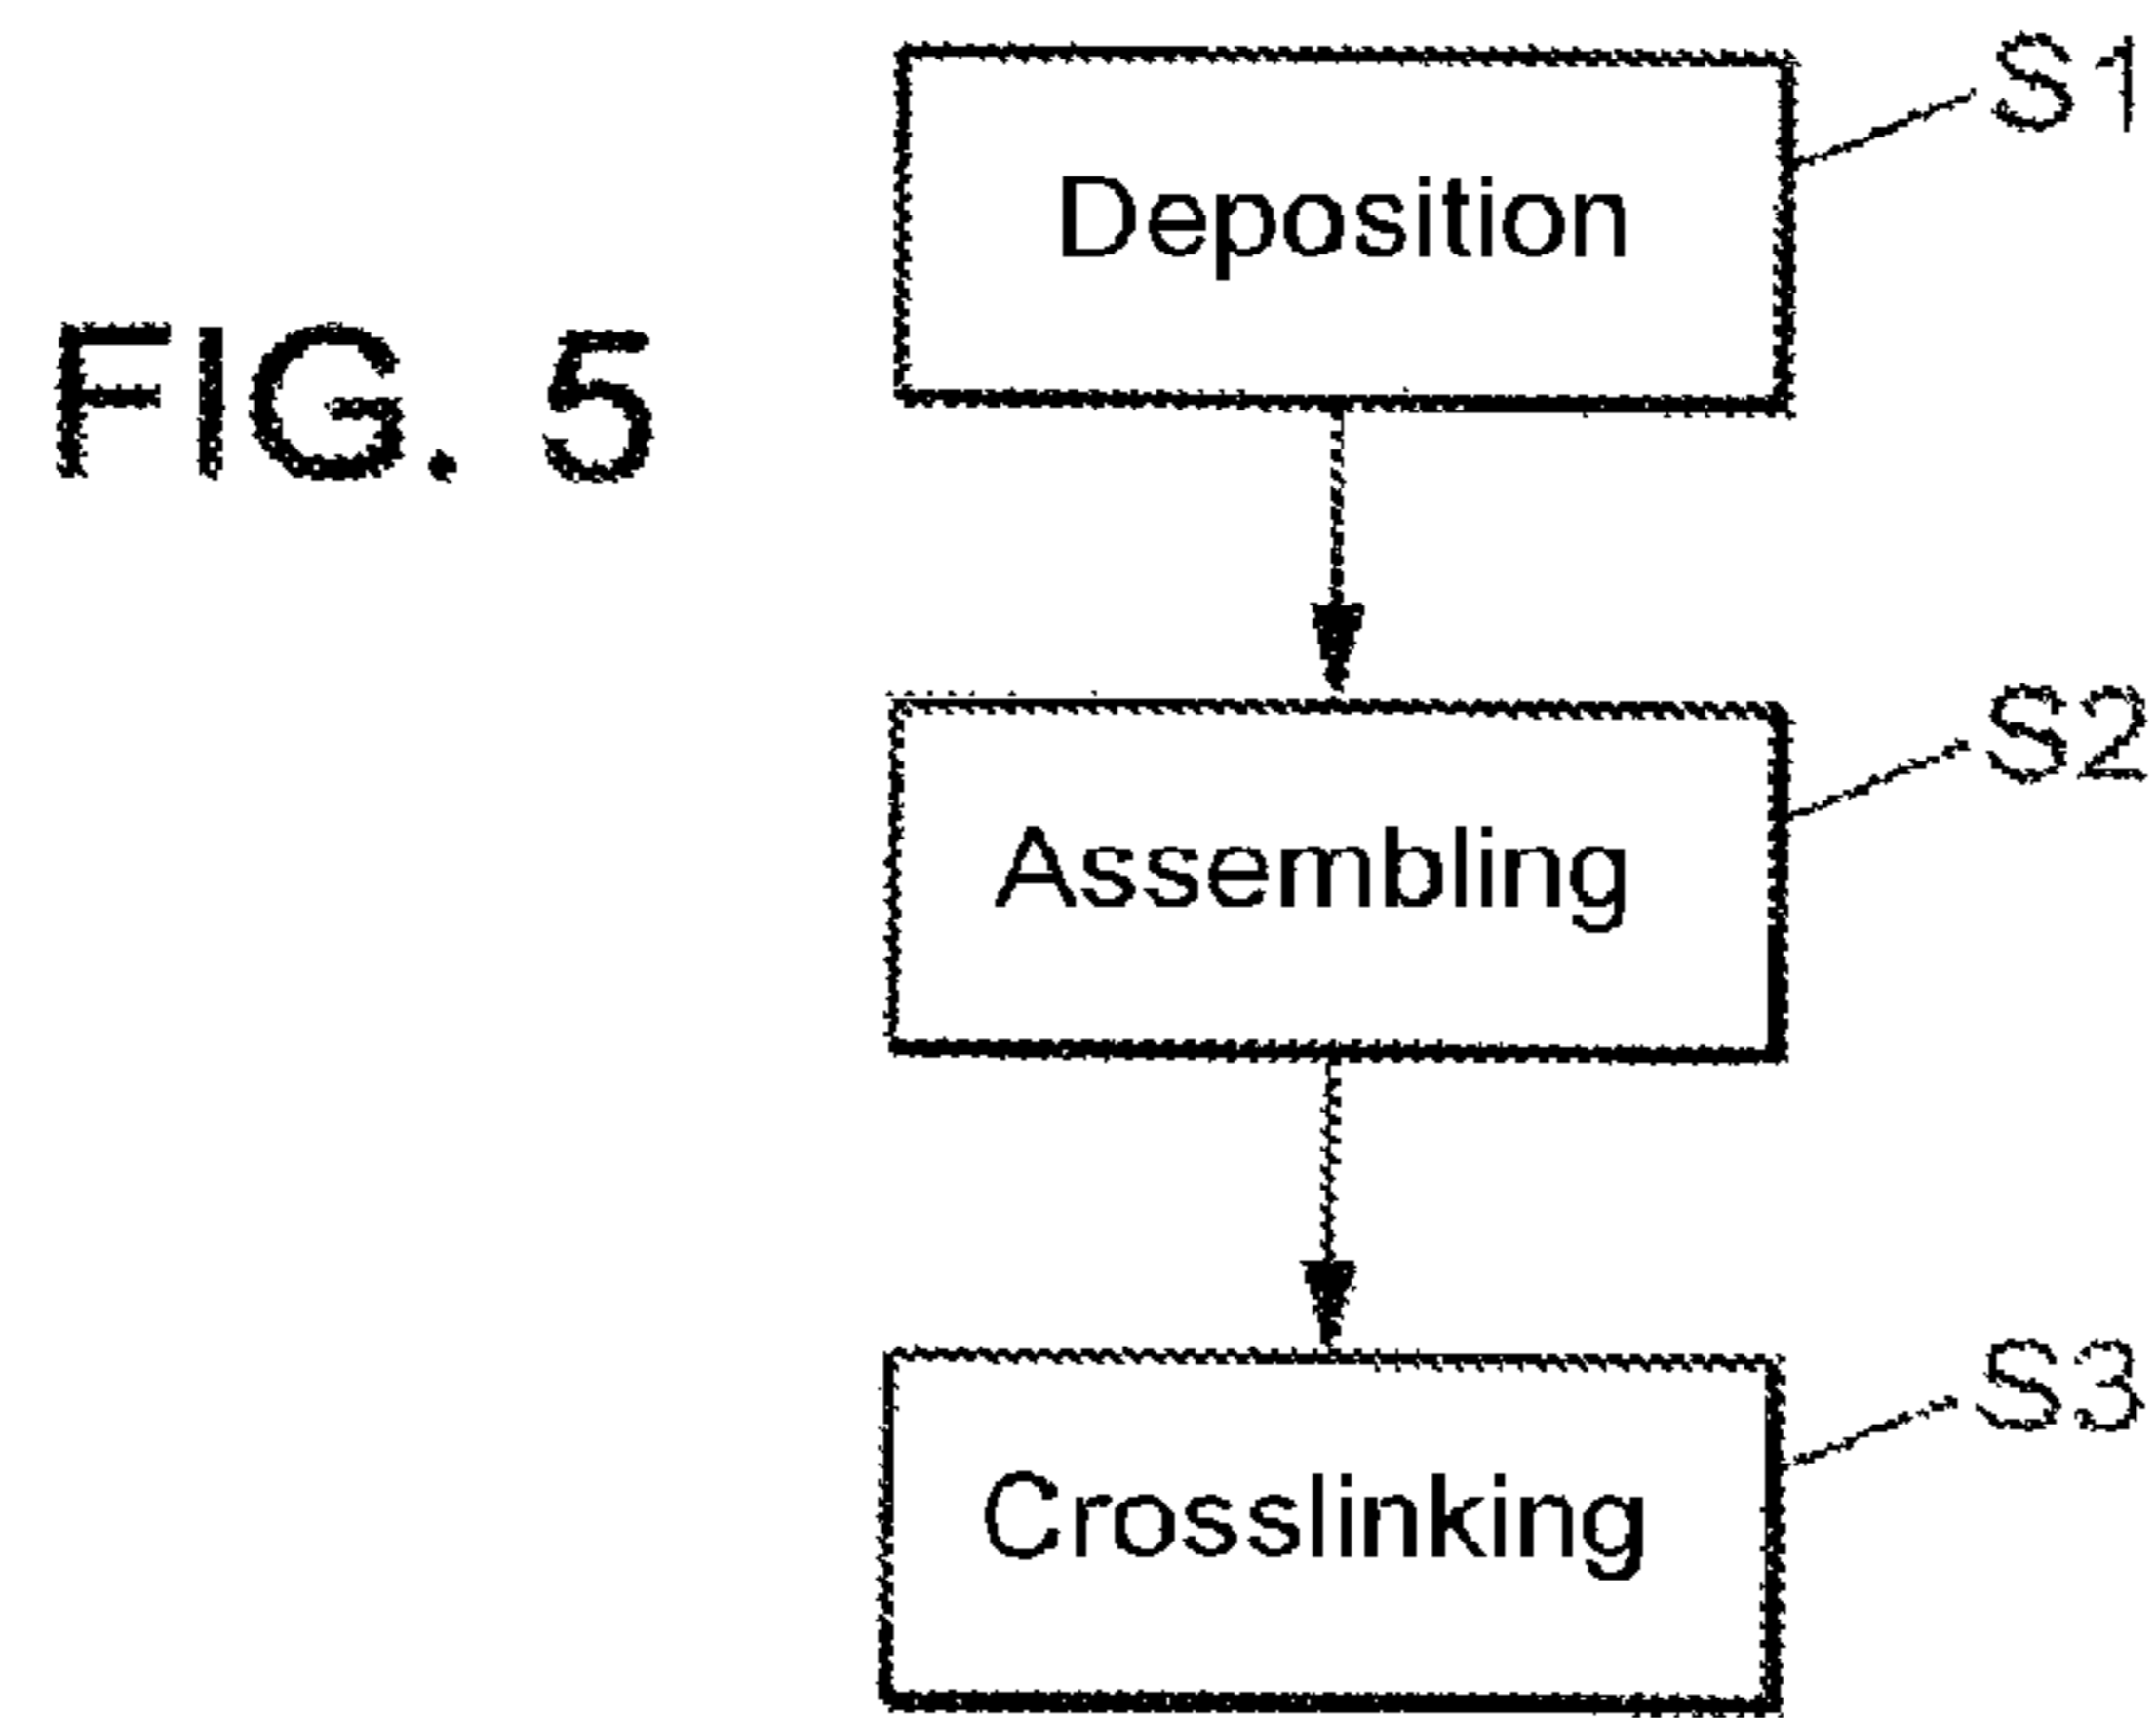 S1
Deposition
FIG. 5
S2
Assembling
S3
Crosslinking